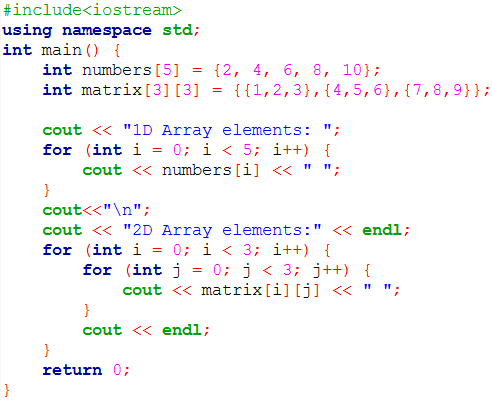 #include<iostream>
using namespace std;
int main() {
    int numbers[5] = {2, 4, 6, 8, 10};
    int matrix[3][3] = {{1,2,3},{4,5,6},{7,8,9}};

    cout << "1D Array elements: ";
    for (int i = 0; i < 5; i++) {
        cout << numbers[i] << " ";
    }
    cout<<"\n";
    cout << "2D Array elements:" << endl;
    for (int i = 0; i < 3; i++) {
        for (int j = 0; j < 3; j++) {
            cout << matrix[i][j] << " ";
        }
        cout << endl;
    }
    return 0;
}